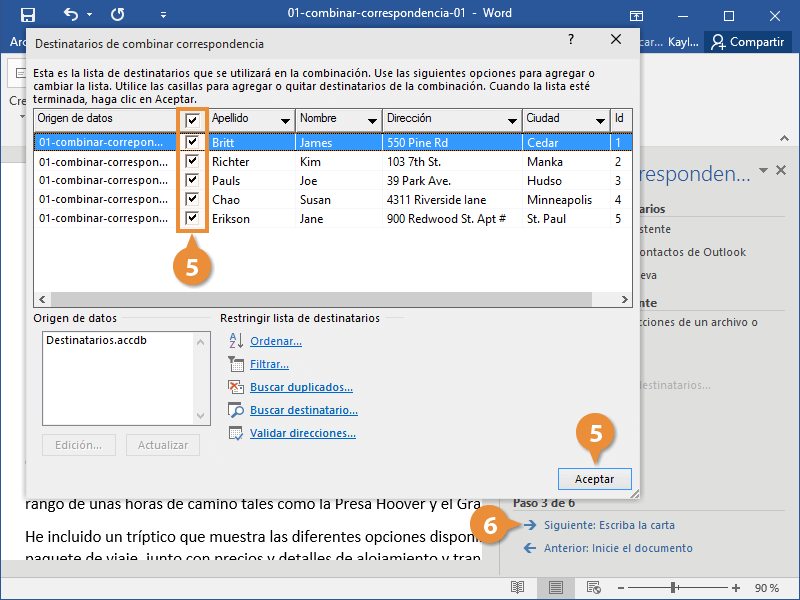 01-combinar-correspondencia-01 - Word
car... Kayl... Compartir
Destinatarios de combinar correspondencia
Esta es la lista de destinatarios que se utilizará en la combinación. Use las siguientes opciones para agregar o
cambiar la lista. Utilice las casillas para agregar o quitar destinatarios de la combinación. Cuando la lista esté
terminada, haga clic en Aceptar.
Origen de datos Apellido Nombre Dirección Ciudad Id
01-combinar-correpon... Britt James 550 Pine Rd Cedar 1
01-combinar-correspon... Richter Kim 103 7th St. Manka 2
01-combinar-correspon... Pauls Joe 39 Park Ave. Hudso 3
01-combinar-correspon... Chao Susan 4311 Riverside lane Minneapolis 4
01-combinar-correspon... Erikson Jane 900 Redwood St. Apt # St. Paul 5
5
Origen de datos
Destinatarios.accdb
Edición... Actualizar
Restringir lista de destinatarios
Ordenar...
Filtrar...
Buscar duplicados...
Buscar destinatario...
Validar direcciones...
5
Aceptar
responden...
arios
istente
ontactos de Outlook
eva
nte
cciones de un archivo o
destinatarios...
Paso 3 de 6
6
Siguiente: Escriba la carta
Anterior: Inicie el documento
rango de unas horas de camino tales como la Presa Hoover y el Gra
He incluido un tríptico que muestra las diferentes opciones disponi
paquete de viaje, junto con precios y detalles de alojamiento y tran
90 %